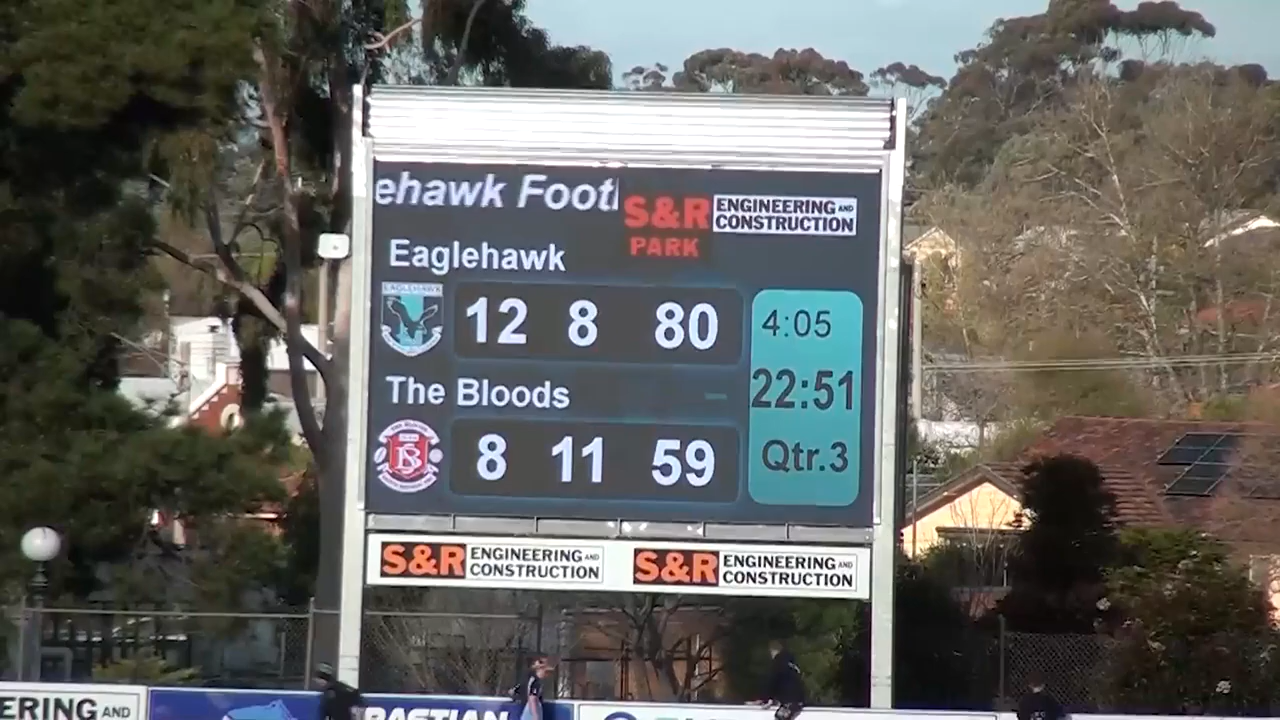 ehawk Footl
S&R ENGINEERING AND CONSTRUCTION
PARK
Eaglehawk
EAGLEHAWK
12 8 80
4:05
The Bloods
22:51
8 11 59
Qtr.3
S&R ENGINEERING AND CONSTRUCTION
S&R ENGINEERING AND CONSTRUCTION
ERING AND
BASTIAN